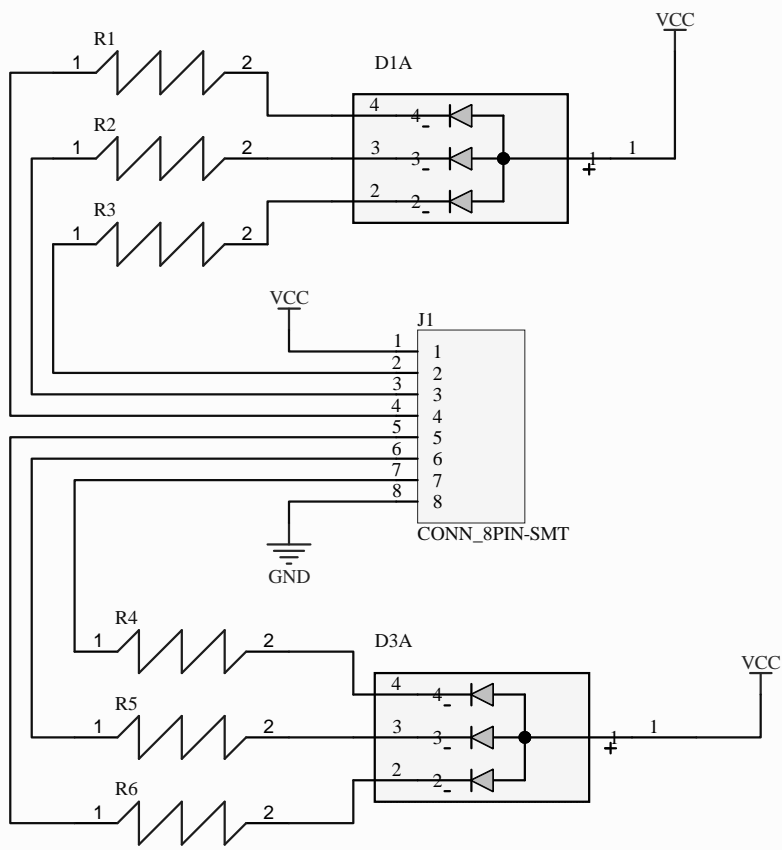 VCC
R1
1 2
D1A
4 4 -
R2
1 2
3 3 -
1 + 1
R3
1 2
2 2 -
VCC
J1
1 1
2 2
3 3
4 4
5 5
6 6
7 7
8 8
CONN_8PIN-SMT
GND
R4
1 2
D3A
VCC
4 4 -
R5
1 2
3 3 -
1 + 1
R6
1 2
2 2 -